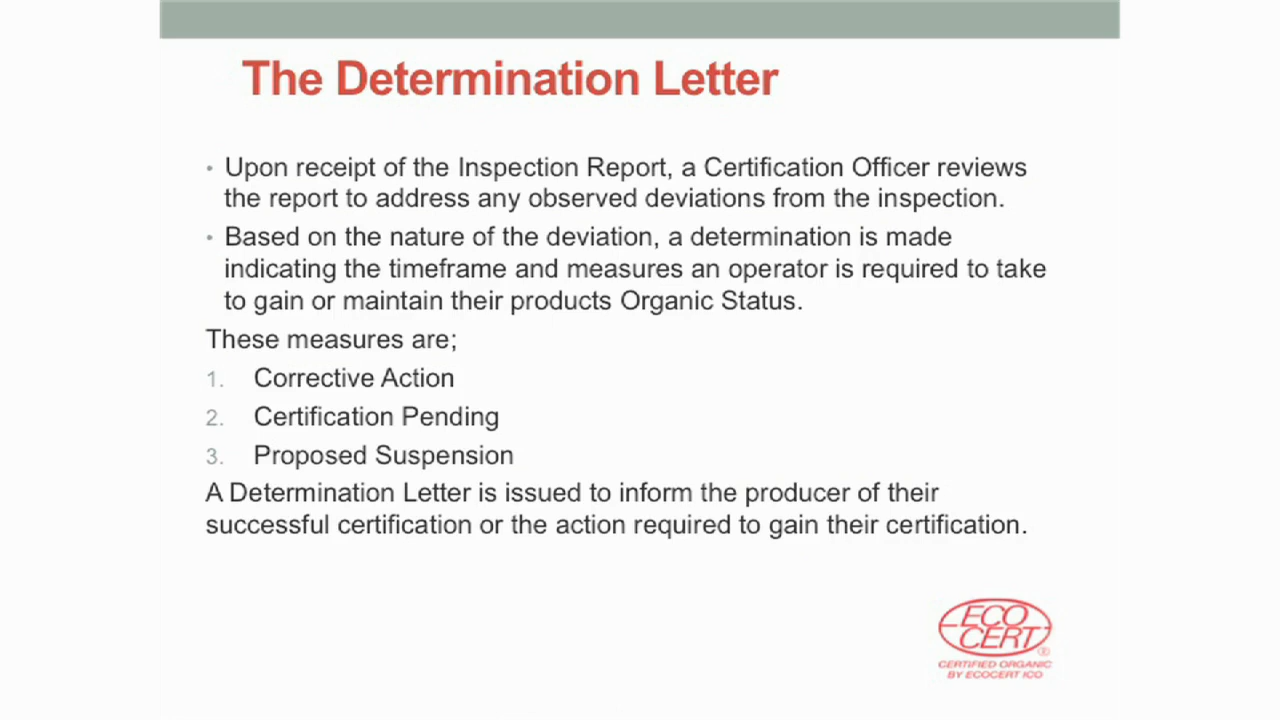 The Determination Letter
• Upon receipt of the Inspection Report, a Certification Officer reviews
the report to address any observed deviations from the inspection.
• Based on the nature of the deviation, a determination is made
indicating the timeframe and measures an operator is required to take
to gain or maintain their products Organic Status.
These measures are;
1. Corrective Action
2. Certification Pending
3. Proposed Suspension
A Determination Letter is issued to inform the producer of their
successful certification or the action required to gain their certification.
ECO
CERT®
CERTIFIED ORGANIC
BY ECOCERT ICO